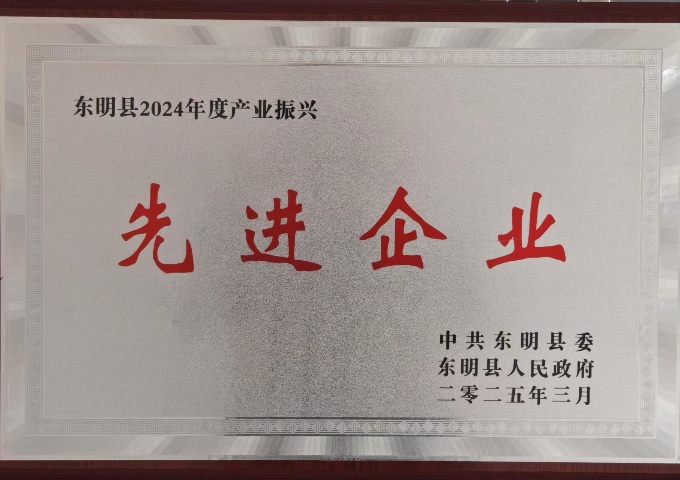 东明县2024年度产业振兴
先进企业
中共东明县委
东明县人民政府
二零二五年三月